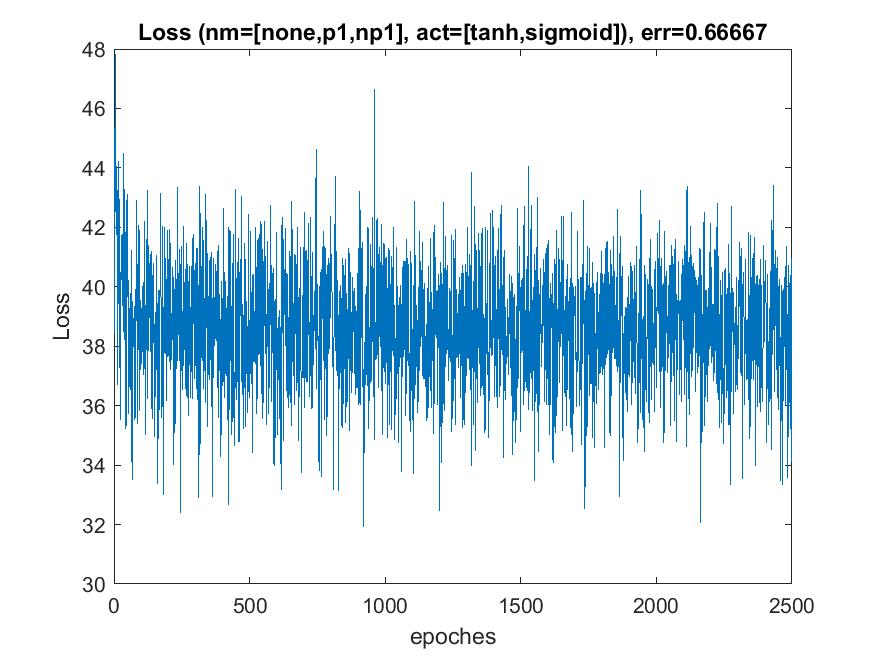 Loss (nm=[none,p1,np1], act=[tanh,sigmoid]), err=0.66667
48
46
44
42
40
38
36
34
32
30
Loss
0 500 1000 1500 2000 2500
epoches